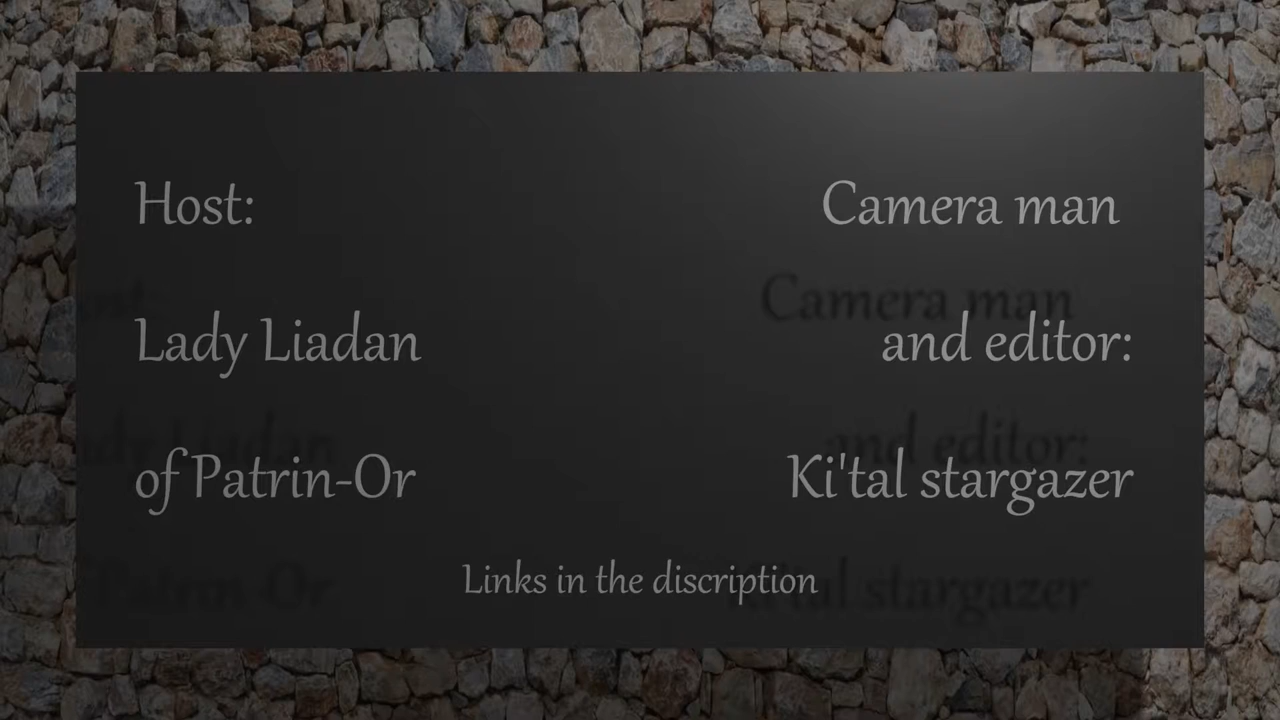 Host:
Lady Liadan
of Patrin-Or
Camera man
and editor:
Ki'tal stargazer
Links in the discription